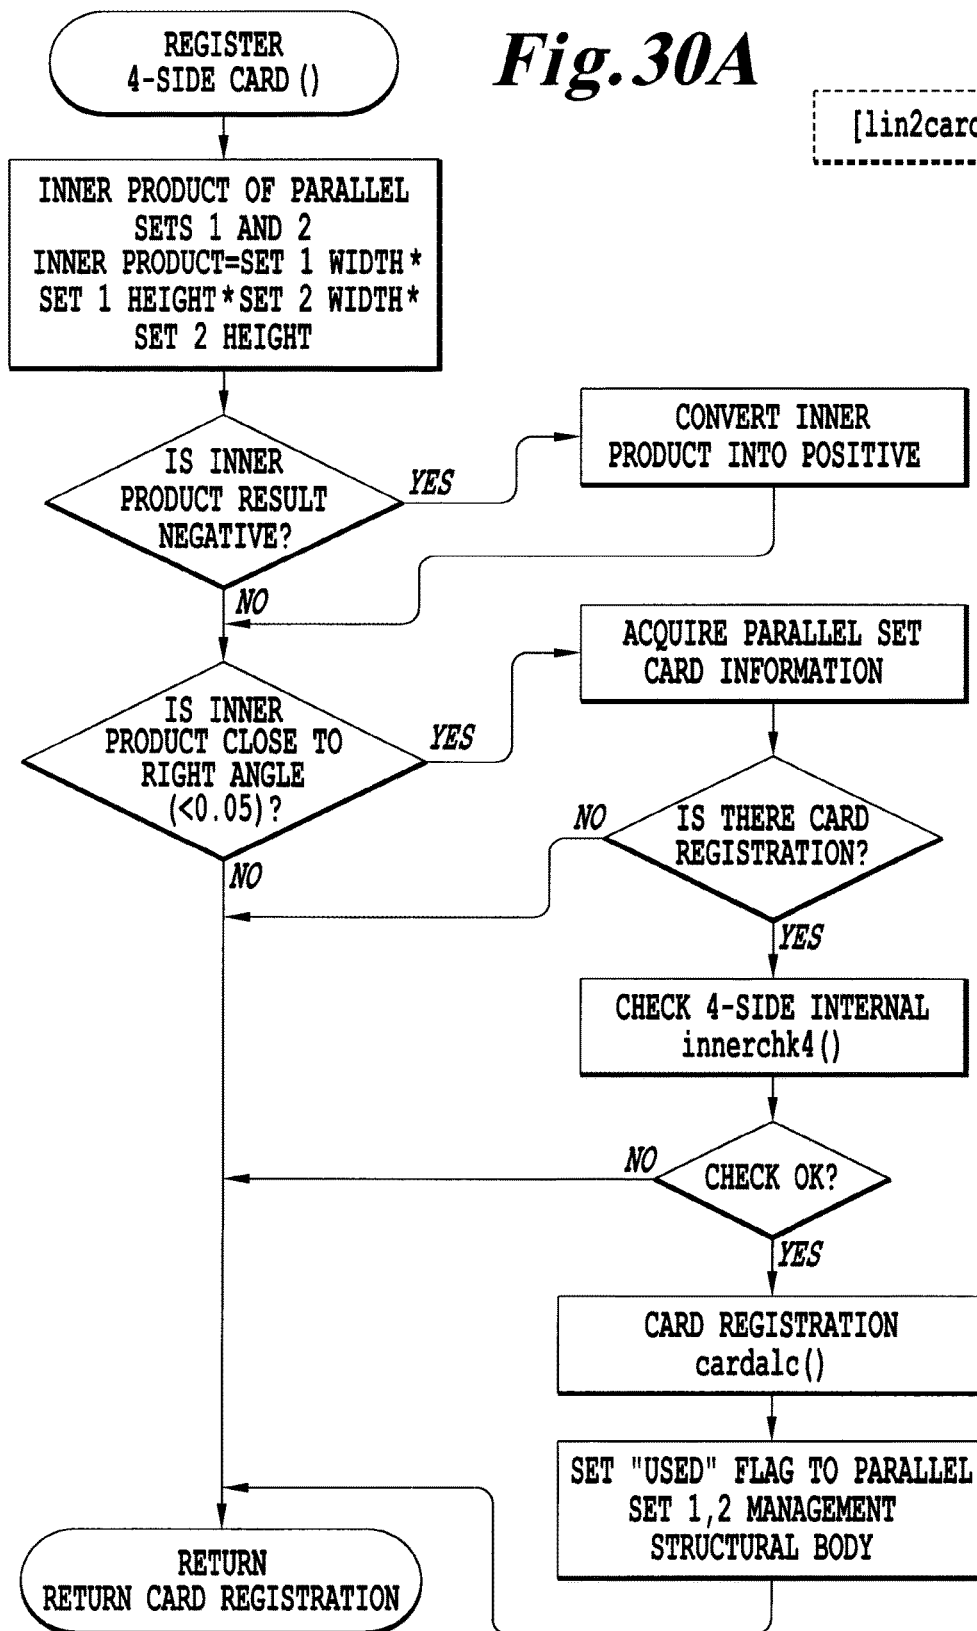 Fig.30A
[lin2card
REGISTER
4-SIDE CARD()
INNER PRODUCT OF PARALLEL
SETS 1 AND 2
INNER PRODUCT=SET 1 WIDTH*
SET 1 HEIGHT*SET 2 WIDTH*
SET 2 HEIGHT
IS INNER
PRODUCT RESULT
NEGATIVE?
YES
CONVERT INNER
PRODUCT INTO POSITIVE
NO
IS INNER
PRODUCT CLOSE TO
RIGHT ANGLE
(<0.05)?
YES
ACQUIRE PARALLEL SET
CARD INFORMATION
NO
NO
IS THERE CARD
REGISTRATION?
YES
CHECK 4-SIDE INTERNAL
innerchk4()
NO
CHECK OK?
YES
CARD REGISTRATION
cardalc()
SET "USED" FLAG TO PARALLEL
SET 1,2 MANAGEMENT
STRUCTURAL BODY
RETURN
RETURN CARD REGISTRATION